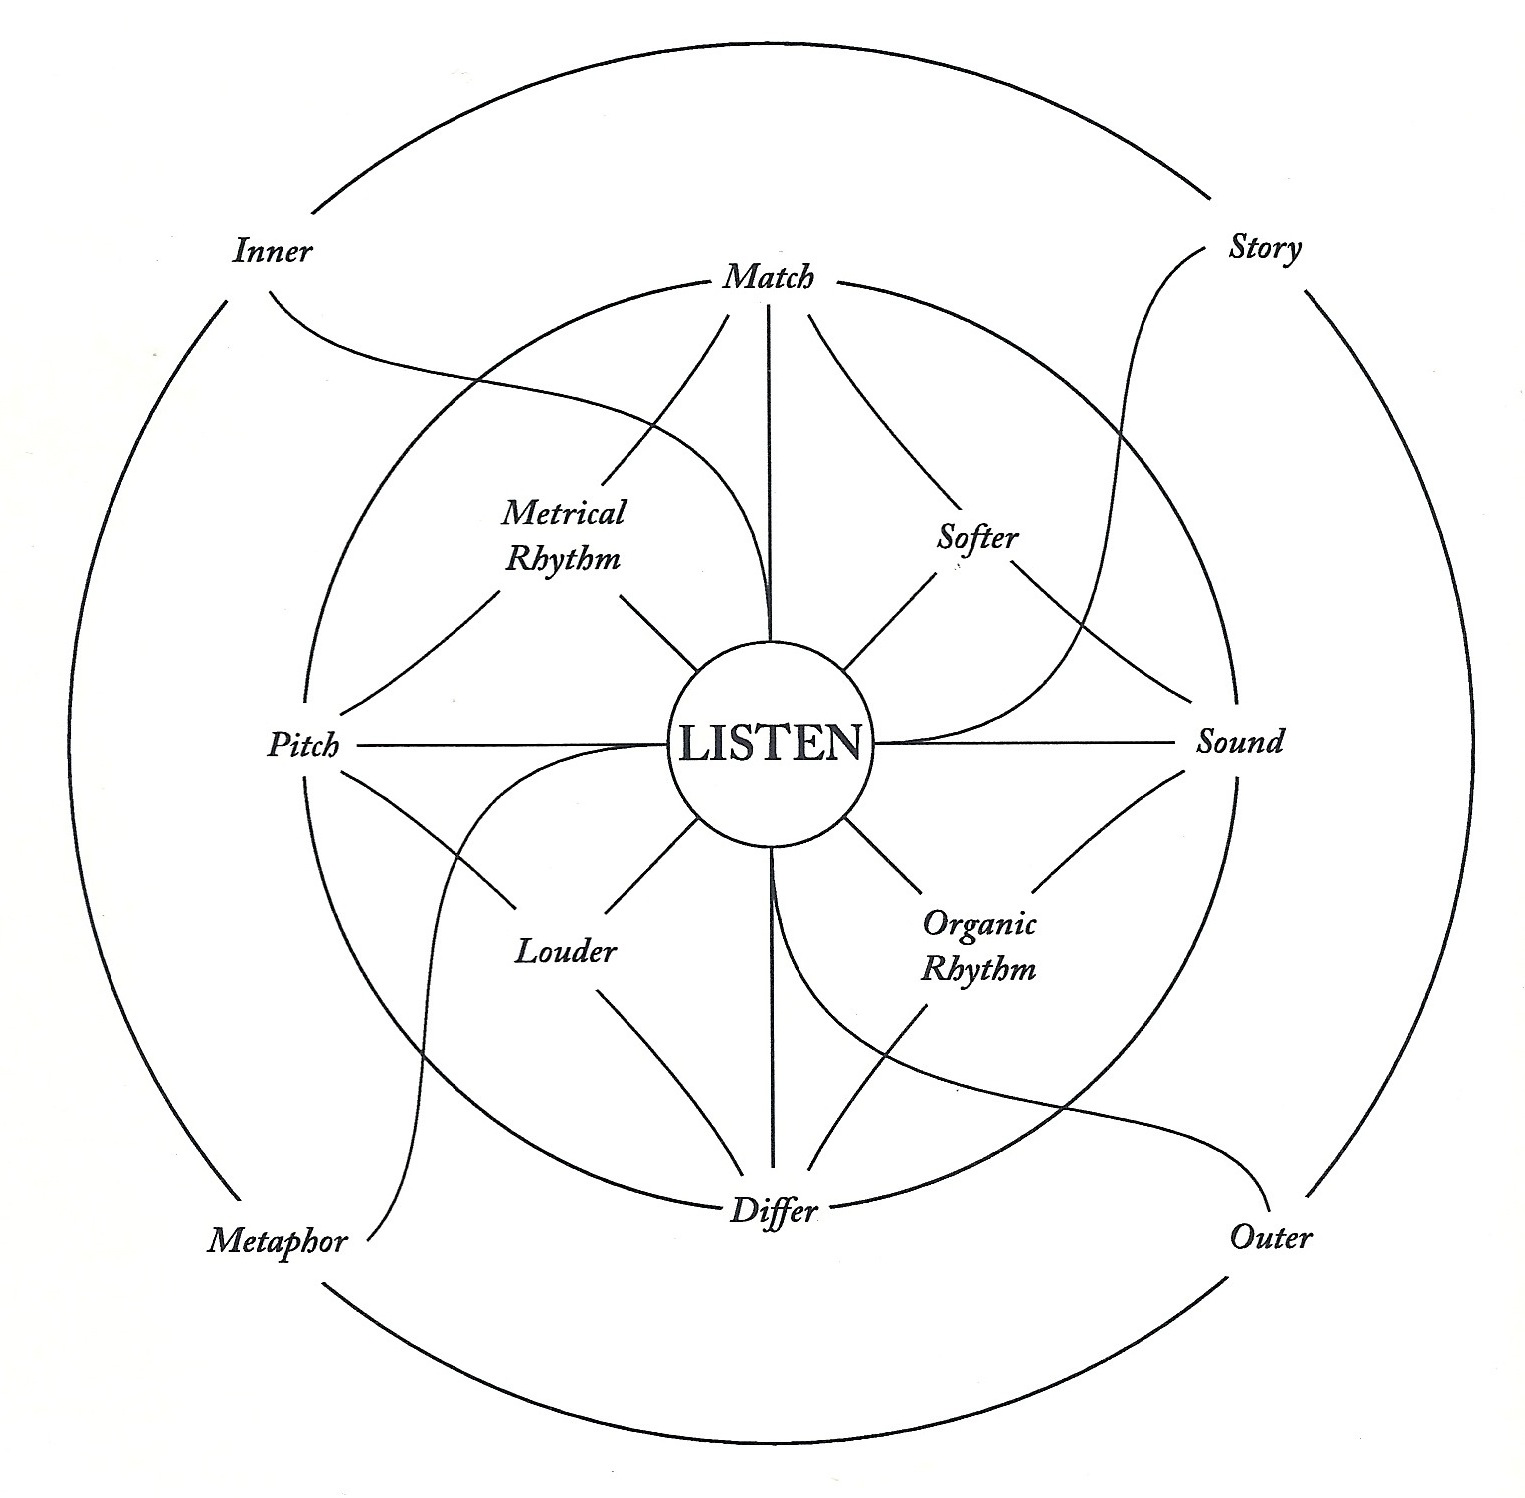 Inner
Story
Match
Metrical
Rhythm
Softer
Pitch
LISTEN
Sound
Louder
Organic
Rhythm
Metaphor
Differ
Outer